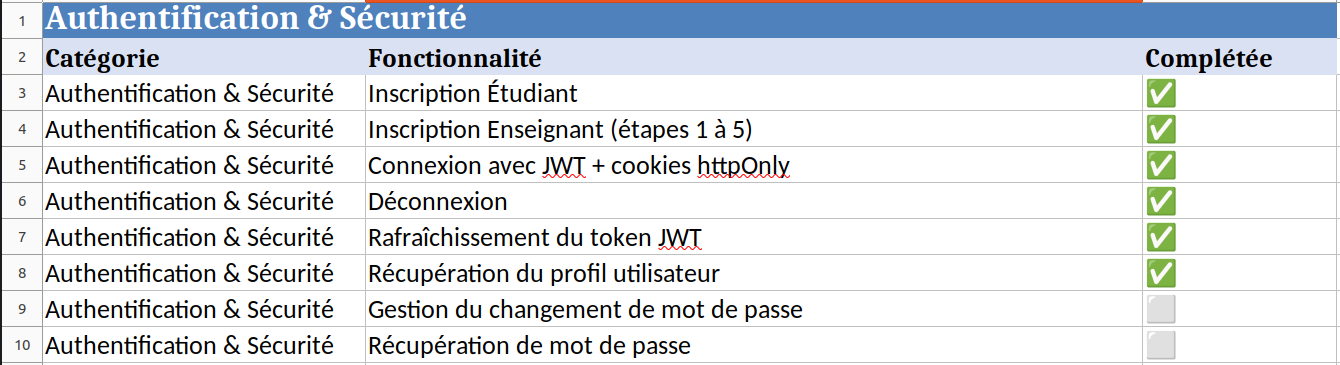 1 Authentification & Sécurité
2 Catégorie Fonctionnalité Complétée
3 Authentification & Sécurité Inscription Étudiant ✅
4 Authentification & Sécurité Inscription Enseignant (étapes 1 à 5) ✅
5 Authentification & Sécurité Connexion avec JWT + cookies httpOnly ✅
6 Authentification & Sécurité Déconnexion ✅
7 Authentification & Sécurité Rafraîchissement du token JWT ✅
8 Authentification & Sécurité Récupération du profil utilisateur ✅
9 Authentification & Sécurité Gestion du changement de mot de passe ⬜
10 Authentification & Sécurité Récupération de mot de passe ⬜